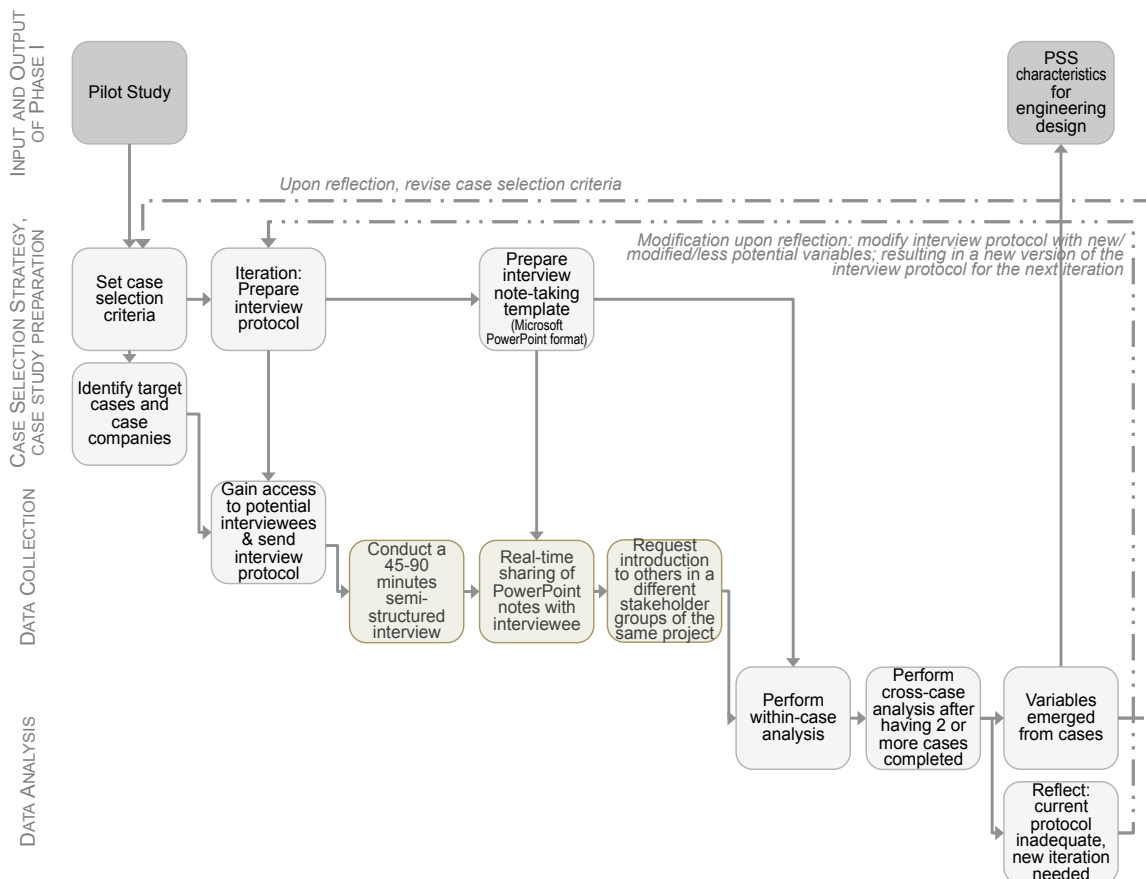 INPUT AND OUTPUT
OF PHASE I
Pilot Study
PSS
characteristics
for
engineering
design
Upon reflection, revise case selection criteria
CASE SELECTION STRATEGY,
CASE STUDY PREPARATION
Set case
selection
criteria
Iteration:
Prepare
interview
protocol
Prepare
interview
note-taking
template
(Microsoft
PowerPoint format)
Modification upon reflection: modify interview protocol with new/
modified/less potential variables; resulting in a new version of the
interview protocol for the next iteration
Identify target
cases and
case
companies
DATA COLLECTION
Gain access
to potential
interviewees
& send
interview
protocol
Conduct a
45-90
minutes
semi-
structured
interview
Real-time
sharing of
PowerPoint
notes with
interviewee
Request
introduction
to others in a
different
stakeholder
groups of the
same project
DATA ANALYSIS
Perform
within-case
analysis
Perform
cross-case
analysis after
having 2 or
more cases
completed
Variables
emerged
from cases
Reflect:
current
protocol
inadequate,
new iteration
needed